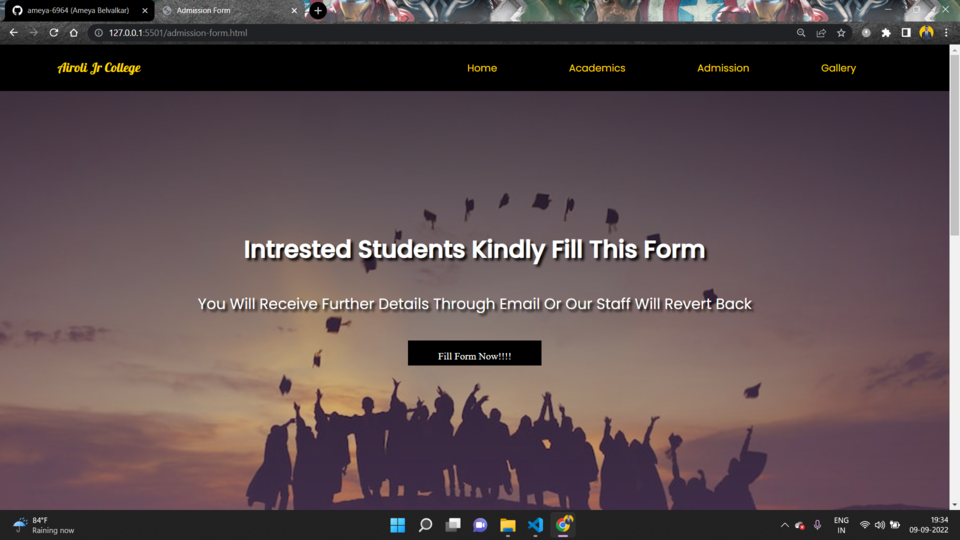 ameya-6964 (Ameya Belvalkar)
Admission Form
127.0.0.1:5501/admission-form.html
Airoli Jr College
Home
Academics
Admission
Gallery
Intrested Students Kindly Fill This Form
You Will Receive Further Details Through Email Or Our Staff Will Revert Back
Fill Form Now!!!!
84°F
Raining now
ENG
IN
19:34
09-09-2022